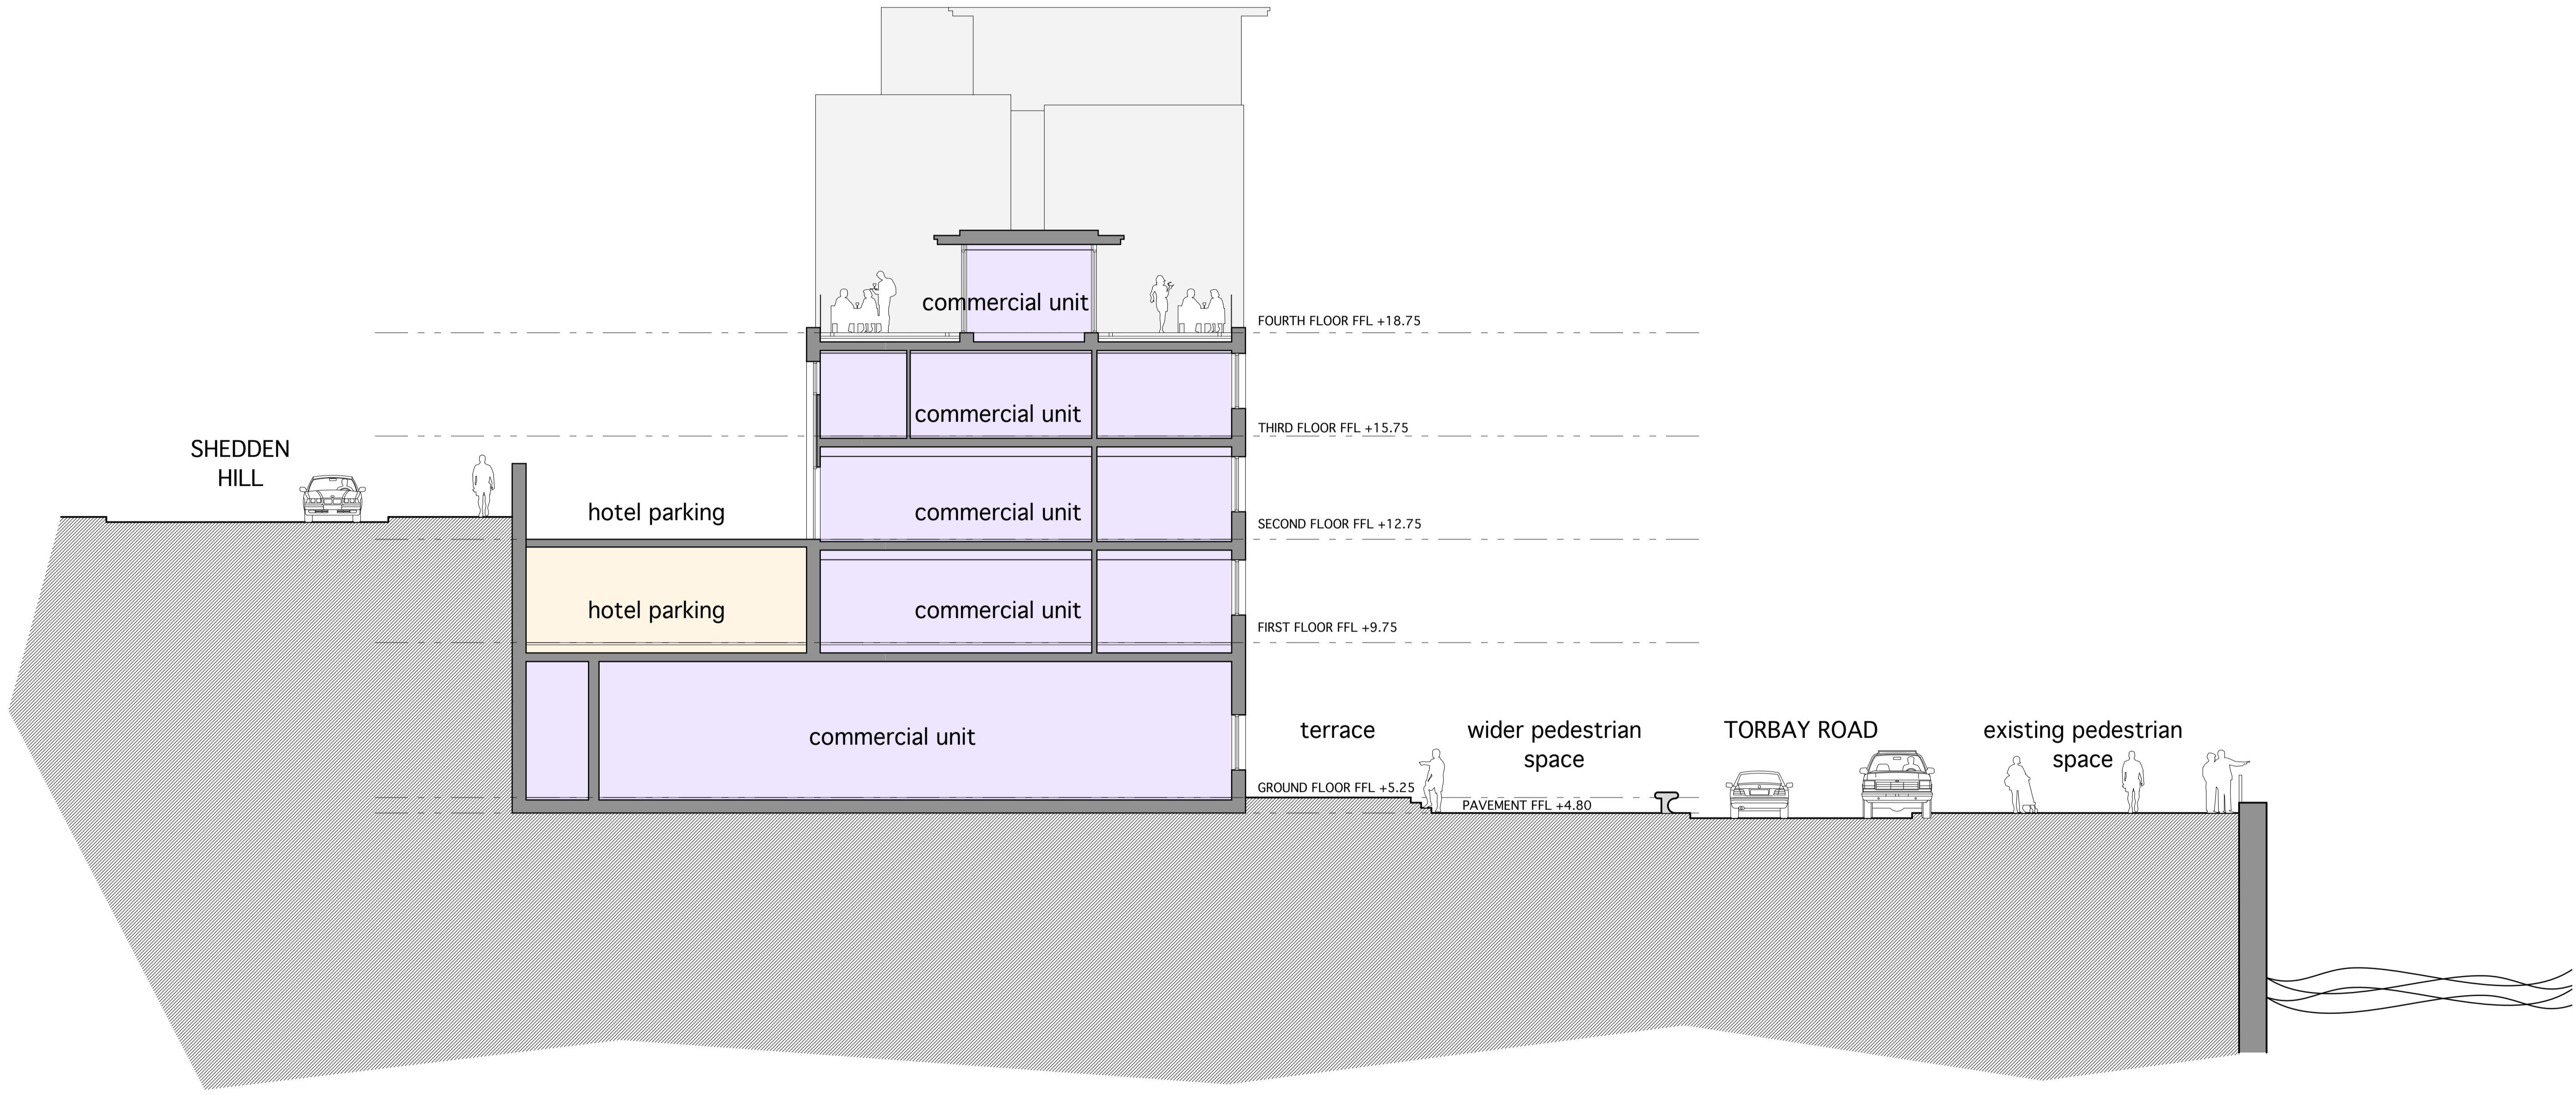 commercial unit
FOURTH FLOOR FFL +18.75
commercial unit
THIRD FLOOR FFL +15.75
SHEDDEN
HILL
hotel parking
commercial unit
SECOND FLOOR FFL +12.75
hotel parking
commercial unit
FIRST FLOOR FFL +9.75
commercial unit
terrace
wider pedestrian
space
TORBAY ROAD
existing pedestrian
space
GROUND FLOOR FFL +5.25
PAVEMENT FFL +4.80